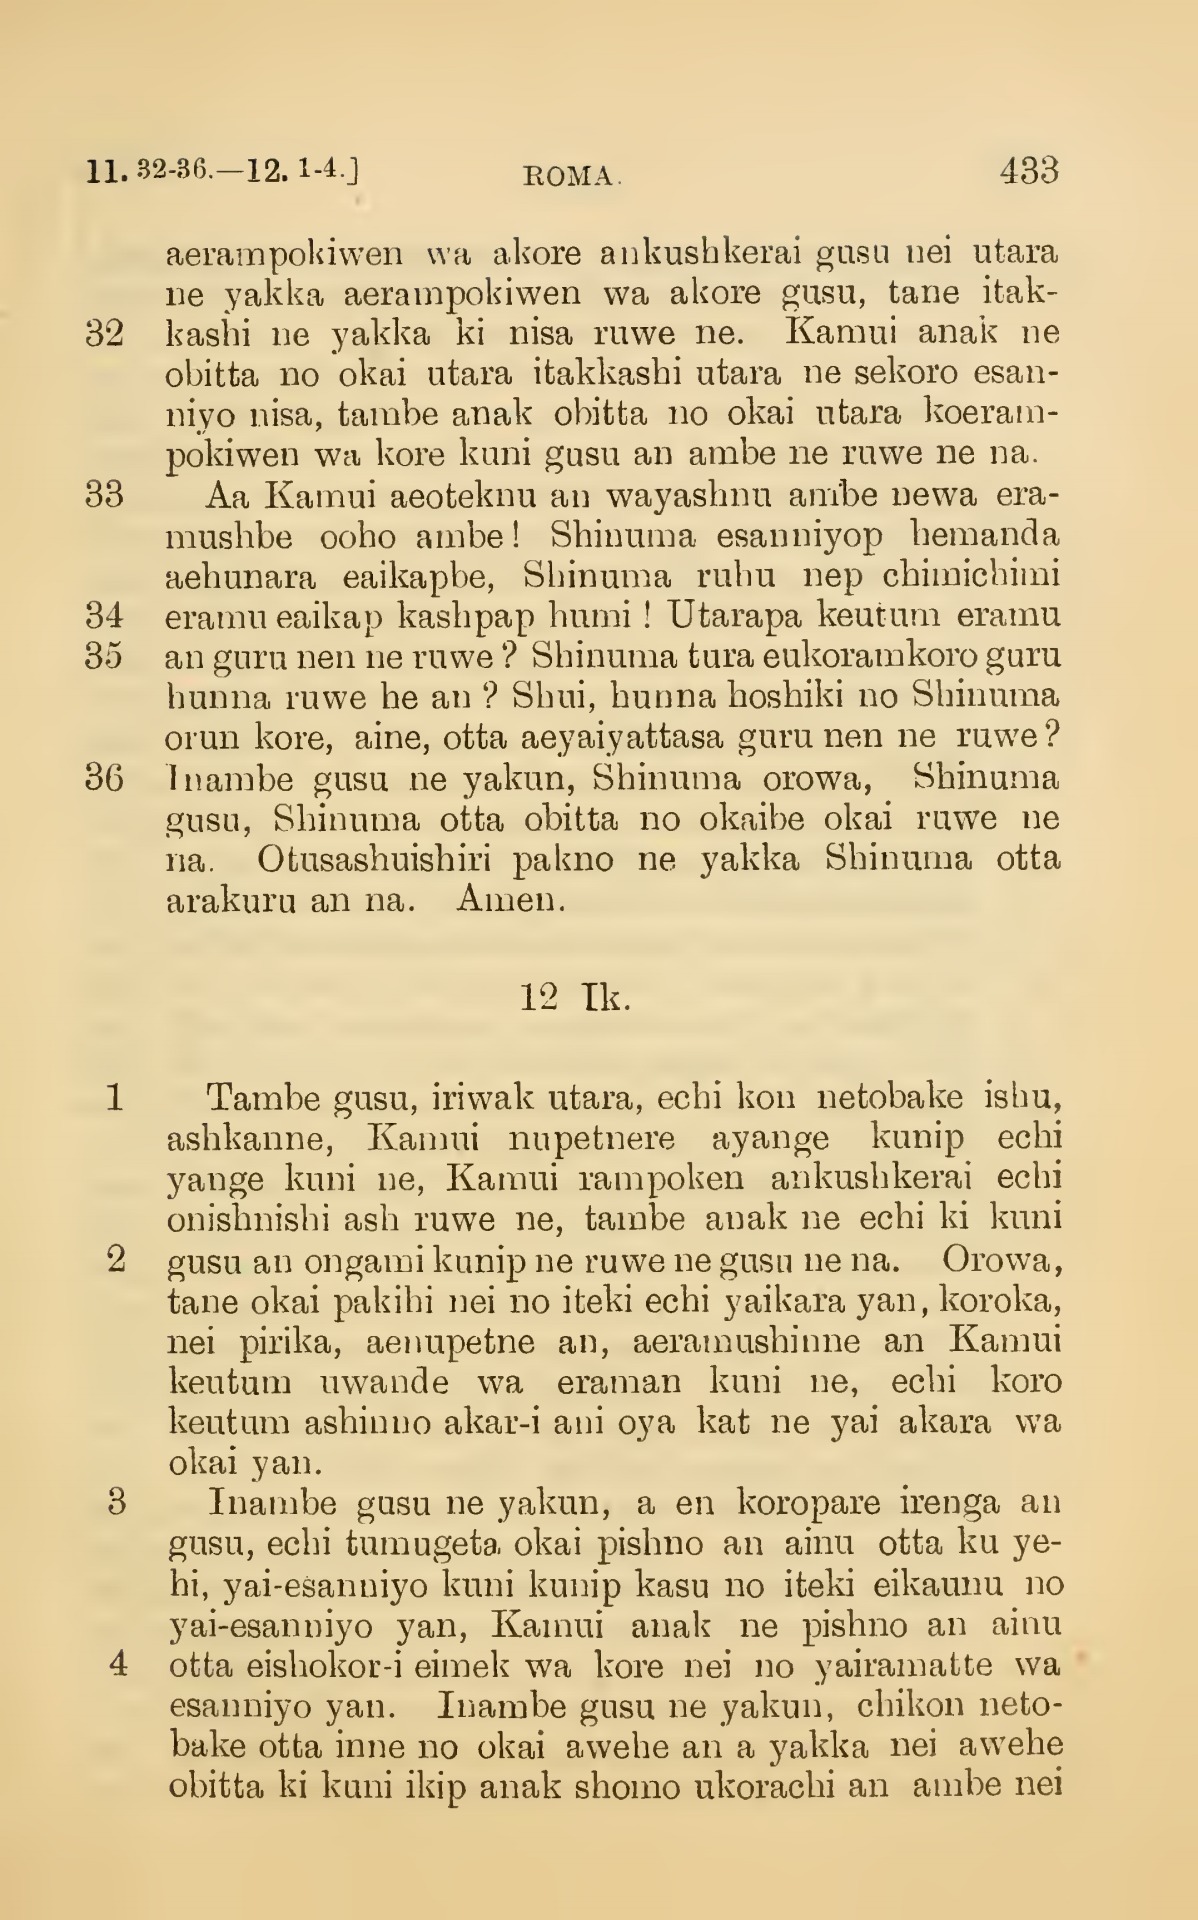 11. 32-36.—12. 1-4.] ROMA. 433
aerampokiwen wa akore ankushkerai gusu nei utara
ne yakka aerampokiwen wa akore gusu, tane itak-
32 kashi ne yakka ki nisa ruwe ne. Kamui anak ne
obitta no okai utara itakkashi utara ne sekoro esan-
niyo nisa, tambe anak obitta no okai utara koeram-
pokiwen wa kore kuni gusu an ambe ne ruwe ne na.
33 Aa Kamui aeoteknu an wayashnu ambe newa era-
mushbe ooho ambe! Shinuma esanniyop hemanda
aehunara eaikapbe, Shinuma ruhu nep chimichimi
34 eramu eaikap kashpap humi! Utarapa keutum eramu
35 an guru nen ne ruwe? Shinuma tura eukoramkoro guru
hunna ruwe he an? Shui, hunna hoshiki no Shinuma
orun kore, aine, otta aeyaiyattasa guru nen ne ruwe?
36 Inambe gusu ne yakun, Shinuma orowa, Shinuma
gusu, Shinuma otta obitta no okaibe okai ruwe ne
na. Otusashuishiri pakno ne yakka Shinuma otta
arakuru an na. Amen.
12 Ik.
1 Tambe gusu, iriwak utara, echi kon netobake ishu,
ashkanne, Kamui nupetnere ayange kunip echi
yange kuni ne, Kamui rampoken ankushkerai echi
onishnishi ash ruwe ne, tambe anak ne echi ki kuni
2 gusu an ongami kunip ne ruwe ne gusu ne na. Orowa,
tane okai pakihi nei no iteki echi yaikara yan, koroka,
nei pirika, aenupetne an, aeramushinne an Kamui
keutum uwande wa eraman kuni ne, echi koro
keutum ashinno akar-i ani oya kat ne yai akara wa
okai yan.
3 Inambe gusu ne yakun, a en koropare irenga an
gusu, echi tumugeta okai pishno an ainu otta ku ye-
hi, yai-esanniyo kuni kunip kasu no iteki eikaunu no
yai-esanniyo yan, Kamui anak ne pishno an ainu
4 otta eishokor-i eimek wa kore nei no yairamatte wa
esanniyo yan. Inambe gusu ne yakun, chikon neto-
bake otta inne no okai awehe an a yakka nei awehe
obitta ki kuni ikip anak shomo ukorachi an ambe nei